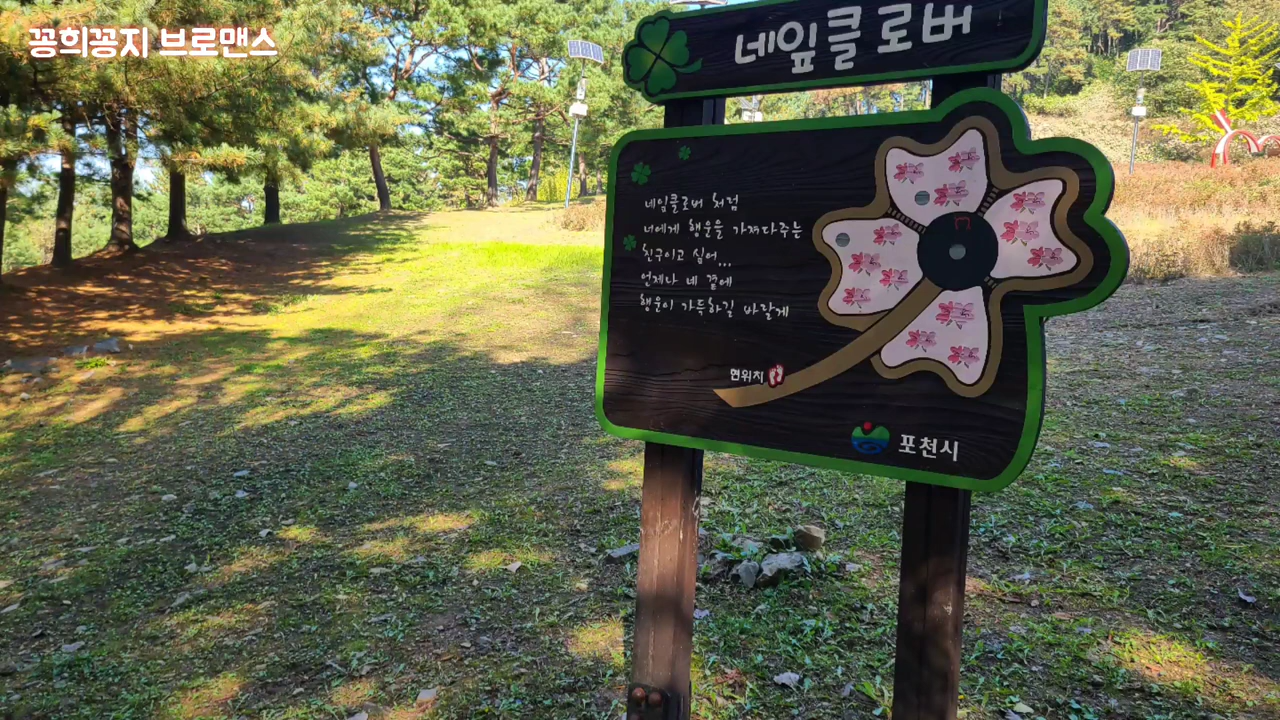 꽁희꽁지 브로맨스
네잎클로버
네잎클로버 처럼
너에게 행운을 가져다주는
친구이고 싶어...
언제나 네 곁에
행운이 가득하길 바랄게
현위치
포천시